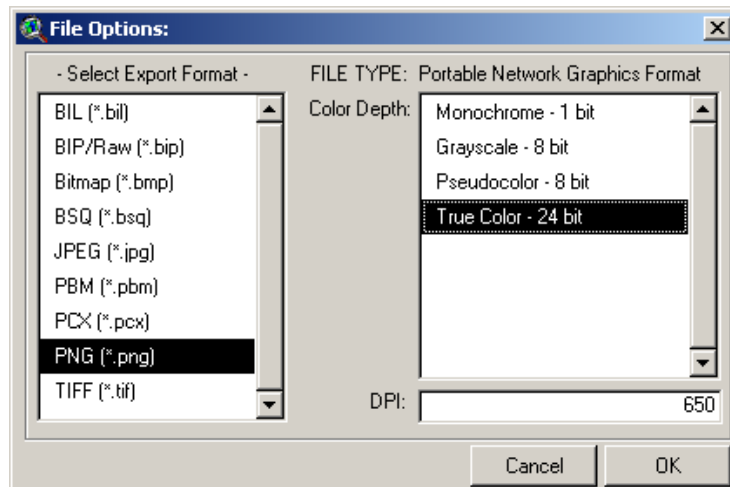 File Options:
- Select Export Format -
BIL (*.bil)
BIP/Raw (*.bip)
Bitmap (*.bmp)
BSQ (*.bsq)
JPEG (*.jpg)
PBM (*.pbm)
PCX (*.pcx)
PNG (*.png)
TIFF (*.tif)
FILE TYPE: Portable Network Graphics Format
Color Depth:
Monochrome - 1 bit
Grayscale - 8 bit
Pseudocolor - 8 bit
True Color - 24 bit
DPI: 650
Cancel OK